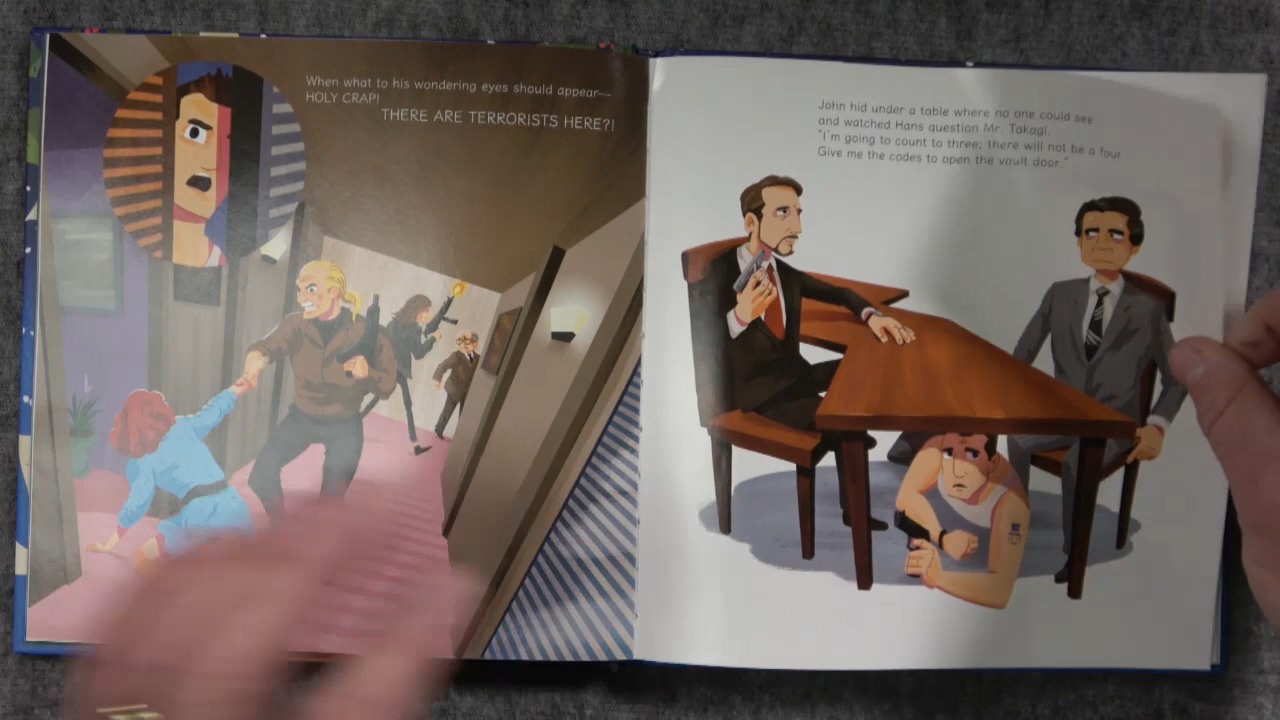 When what to his wondering eyes should appear—
HOLY CRAP!
THERE ARE TERRORISTS HERE?!
John hid under a table where no one could see
and watched Hans question Mr. Takagi.
"I'm going to count to three; there will not be a four.
Give me the codes to open the vault door."